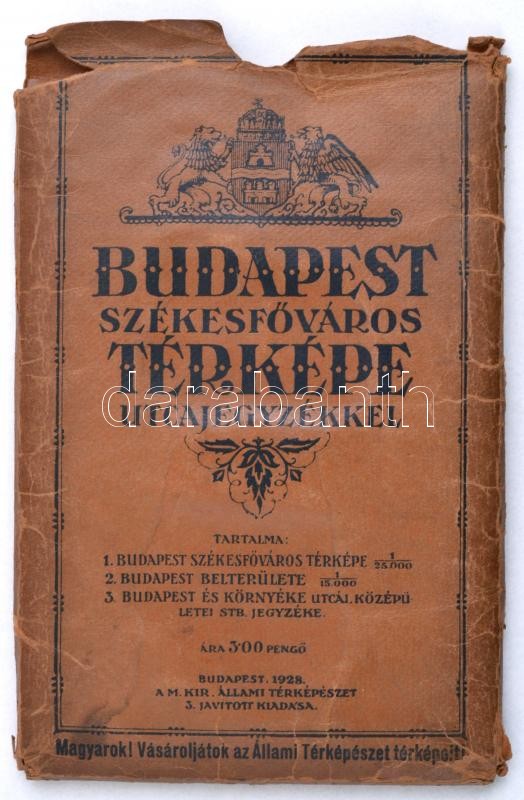 BUDAPEST
SZÉKESFŐVÁROS
TÉRKÉPE
darabanth
UTCAJEGYZÉKKEL
TARTALMA:
1. BUDAPEST SZÉKESFŐVÁROS TÉRKÉPE 1/25.000
2. BUDAPEST BELTERÜLETE 1/15.000
3. BUDAPEST ÉS KÖRNYÉKE UTCÁI, KÖZÉPÜ
LETEI STB. JEGYZÉKE.
ÁRA 3·00 PENGŐ
BUDAPEST, 1928.
A M. KIR. ÁLLAMI TÉRKÉPÉSZET
3. JAVITOTT KIADÁSA.
Magyarok! Vásároljátok az Állami Térképészet térképeit!